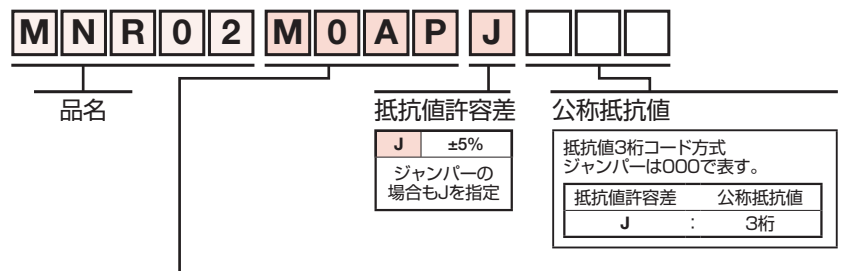 MNR02M0APJ
品名
抵抗値許容差
J ±5%
ジャンパーの
場合もJを指定
公称抵抗値
抵抗値3桁コード方式
ジャンパーは000で表す。
抵抗値許容差 公称抵抗値
J : 3桁